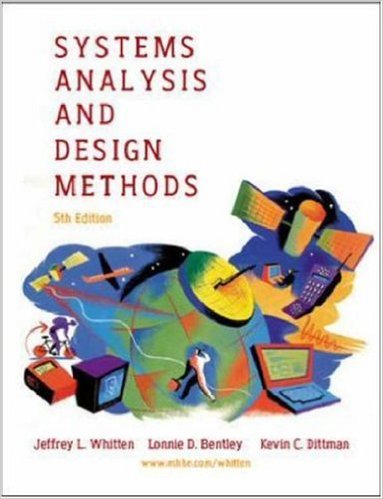 SYSTEMS
ANALYSIS
AND
DESIGN
METHODS
5th Edition
Jeffrey L. Whitten Lonnie D. Bentley Kevin C. Dittman
www.mhhe.com/whitten